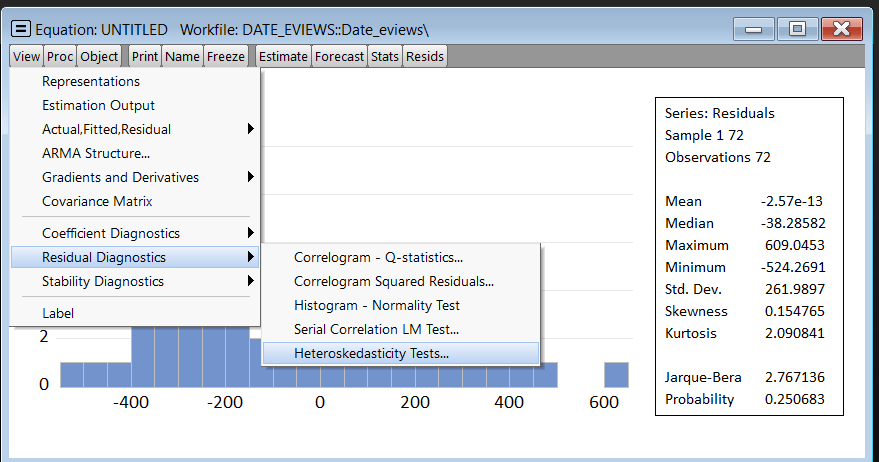 Equation: UNTITLED   Workfile: DATE_EVIEWS::Date_eviews\
View Proc Object Print Name Freeze Estimate Forecast Stats Resids
Representations
Estimation Output
Actual,Fitted,Residual
ARMA Structure...
Gradients and Derivatives
Covariance Matrix
Coefficient Diagnostics
Residual Diagnostics
Stability Diagnostics
Label
Correlogram - Q-statistics...
Correlogram Squared Residuals...
Histogram - Normality Test
Serial Correlation LM Test...
Heteroskedasticity Tests...
2
0
-400 -200 0 200 400 600
Series: Residuals
Sample 1 72
Observations 72
Mean -2.57e-13
Median -38.28582
Maximum 609.0453
Minimum -524.2691
Std. Dev. 261.9897
Skewness 0.154765
Kurtosis 2.090841
Jarque-Bera 2.767136
Probability 0.250683